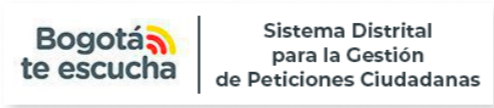 Bogotá
te escucha
Sistema Distrital
para la Gestión
de Peticiones Ciudadanas